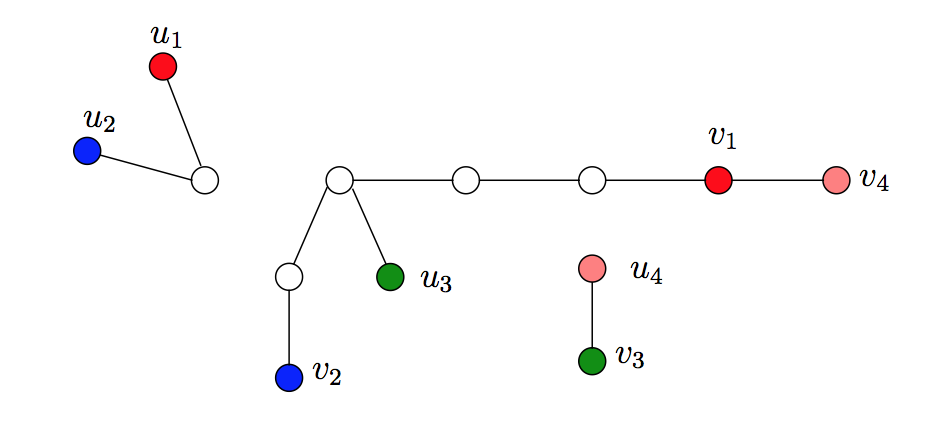 u₁
u₂
v₁
v₄
u₃
u₄
v₃
v₂